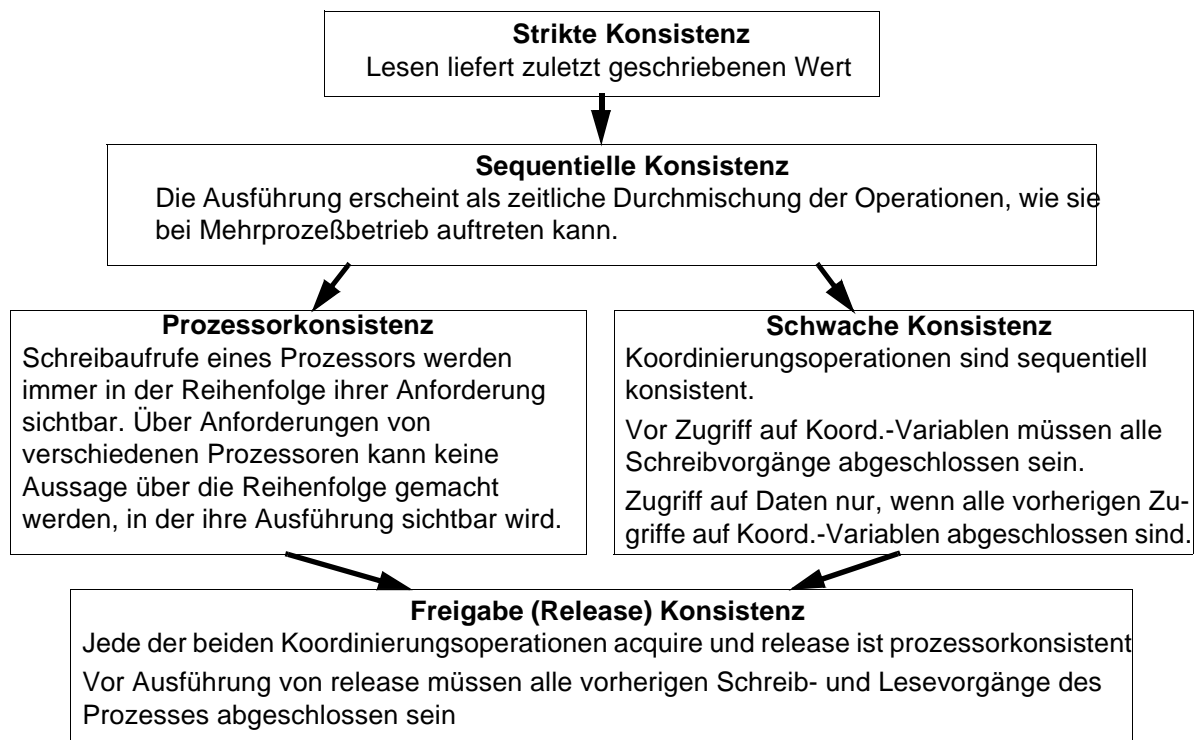 Strikte Konsistenz
Lesen liefert zuletzt geschriebenen Wert
Sequentielle Konsistenz
Die Ausführung erscheint als zeitliche Durchmischung der Operationen, wie sie
bei Mehrprozeßbetrieb auftreten kann.
Prozessorkonsistenz
Schreibaufrufe eines Prozessors werden
immer in der Reihenfolge ihrer Anforderung
sichtbar. Über Anforderungen von
verschiedenen Prozessoren kann keine
Aussage über die Reihenfolge gemacht
werden, in der ihre Ausführung sichtbar wird.
Schwache Konsistenz
Koordinierungsoperationen sind sequentiell
konsistent.
Vor Zugriff auf Koord.-Variablen müssen alle
Schreibvorgänge abgeschlossen sein.
Zugriff auf Daten nur, wenn alle vorherigen Zu-
griffe auf Koord.-Variablen abgeschlossen sind.
Freigabe (Release) Konsistenz
Jede der beiden Koordinierungsoperationen acquire und release ist prozessorkonsistent
Vor Ausführung von release müssen alle vorherigen Schreib- und Lesevorgänge des
Prozesses abgeschlossen sein